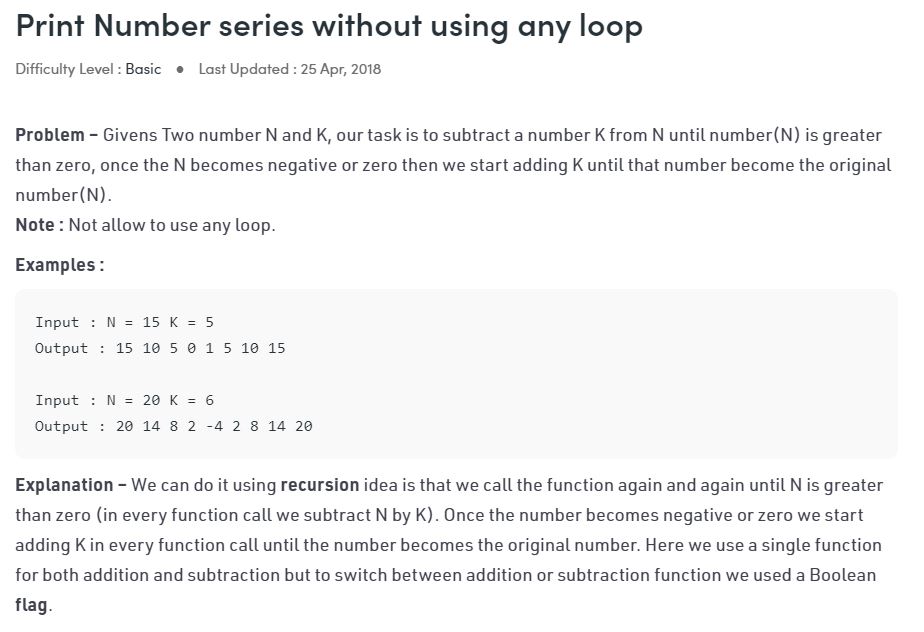 Print Number series without using any loop
Difficulty Level : Basic ● Last Updated : 25 Apr, 2018
Problem – Givens Two number N and K, our task is to subtract a number K from N until number(N) is greater
than zero, once the N becomes negative or zero then we start adding K until that number become the original
number(N).
Note : Not allow to use any loop.
Examples :
Input : N = 15 K = 5
Output : 15 10 5 0 1 5 10 15
Input : N = 20 K = 6
Output : 20 14 8 2 -4 2 8 14 20
Explanation – We can do it using recursion idea is that we call the function again and again until N is greater
than zero (in every function call we subtract N by K). Once the number becomes negative or zero we start
adding K in every function call until the number becomes the original number. Here we use a single function
for both addition and subtraction but to switch between addition or subtraction function we used a Boolean
flag.